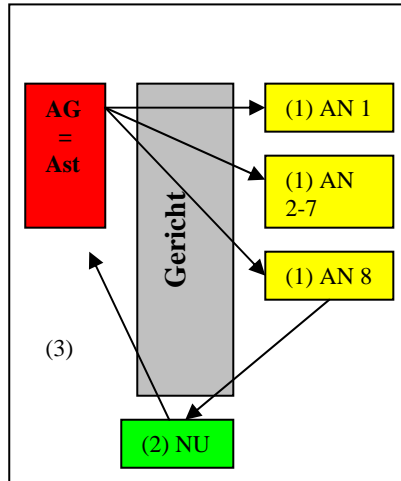 AG
=
Ast
Gericht
(1) AN 1
(1) AN
2-7
(1) AN 8
(3)
(2) NU